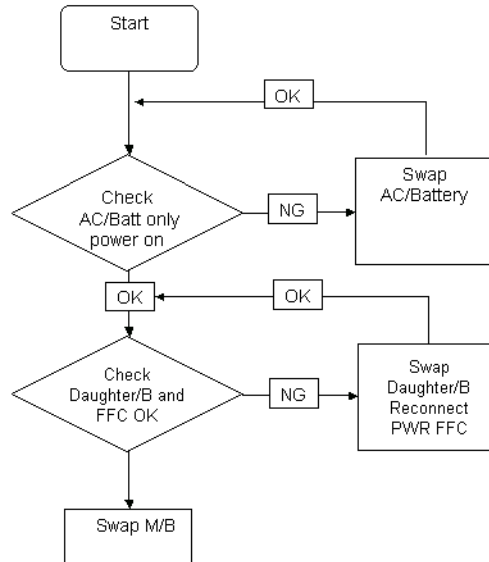 Start
OK
Check
AC/Batt only
power on
NG
Swap
AC/Battery
OK
OK
Check
Daughter/B and
FFC OK
NG
Swap
Daughter/B
Reconnect
PWR FFC
Swap M/B